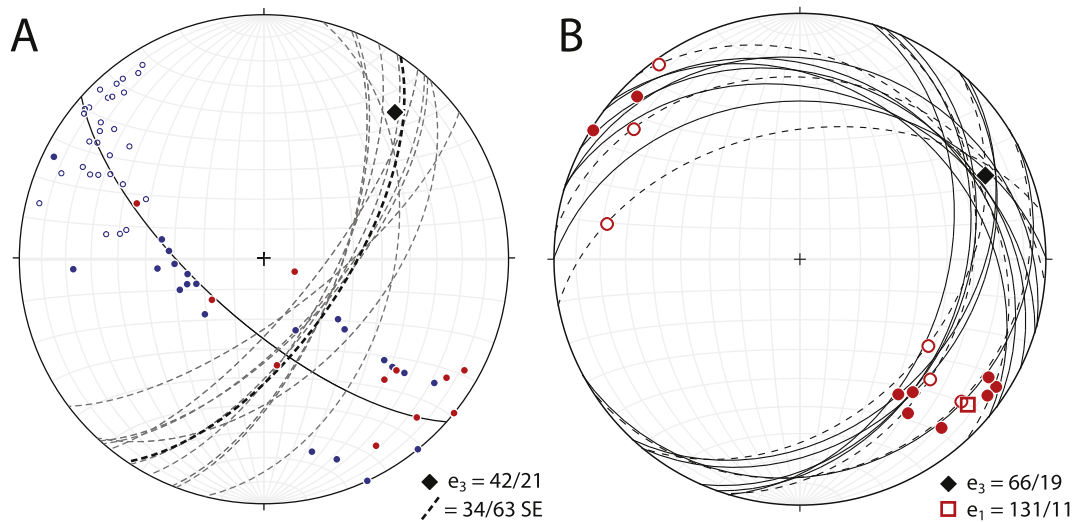 A
B
e₃ = 42/21
= 34/63 SE
e₃ = 66/19
e₁ = 131/11